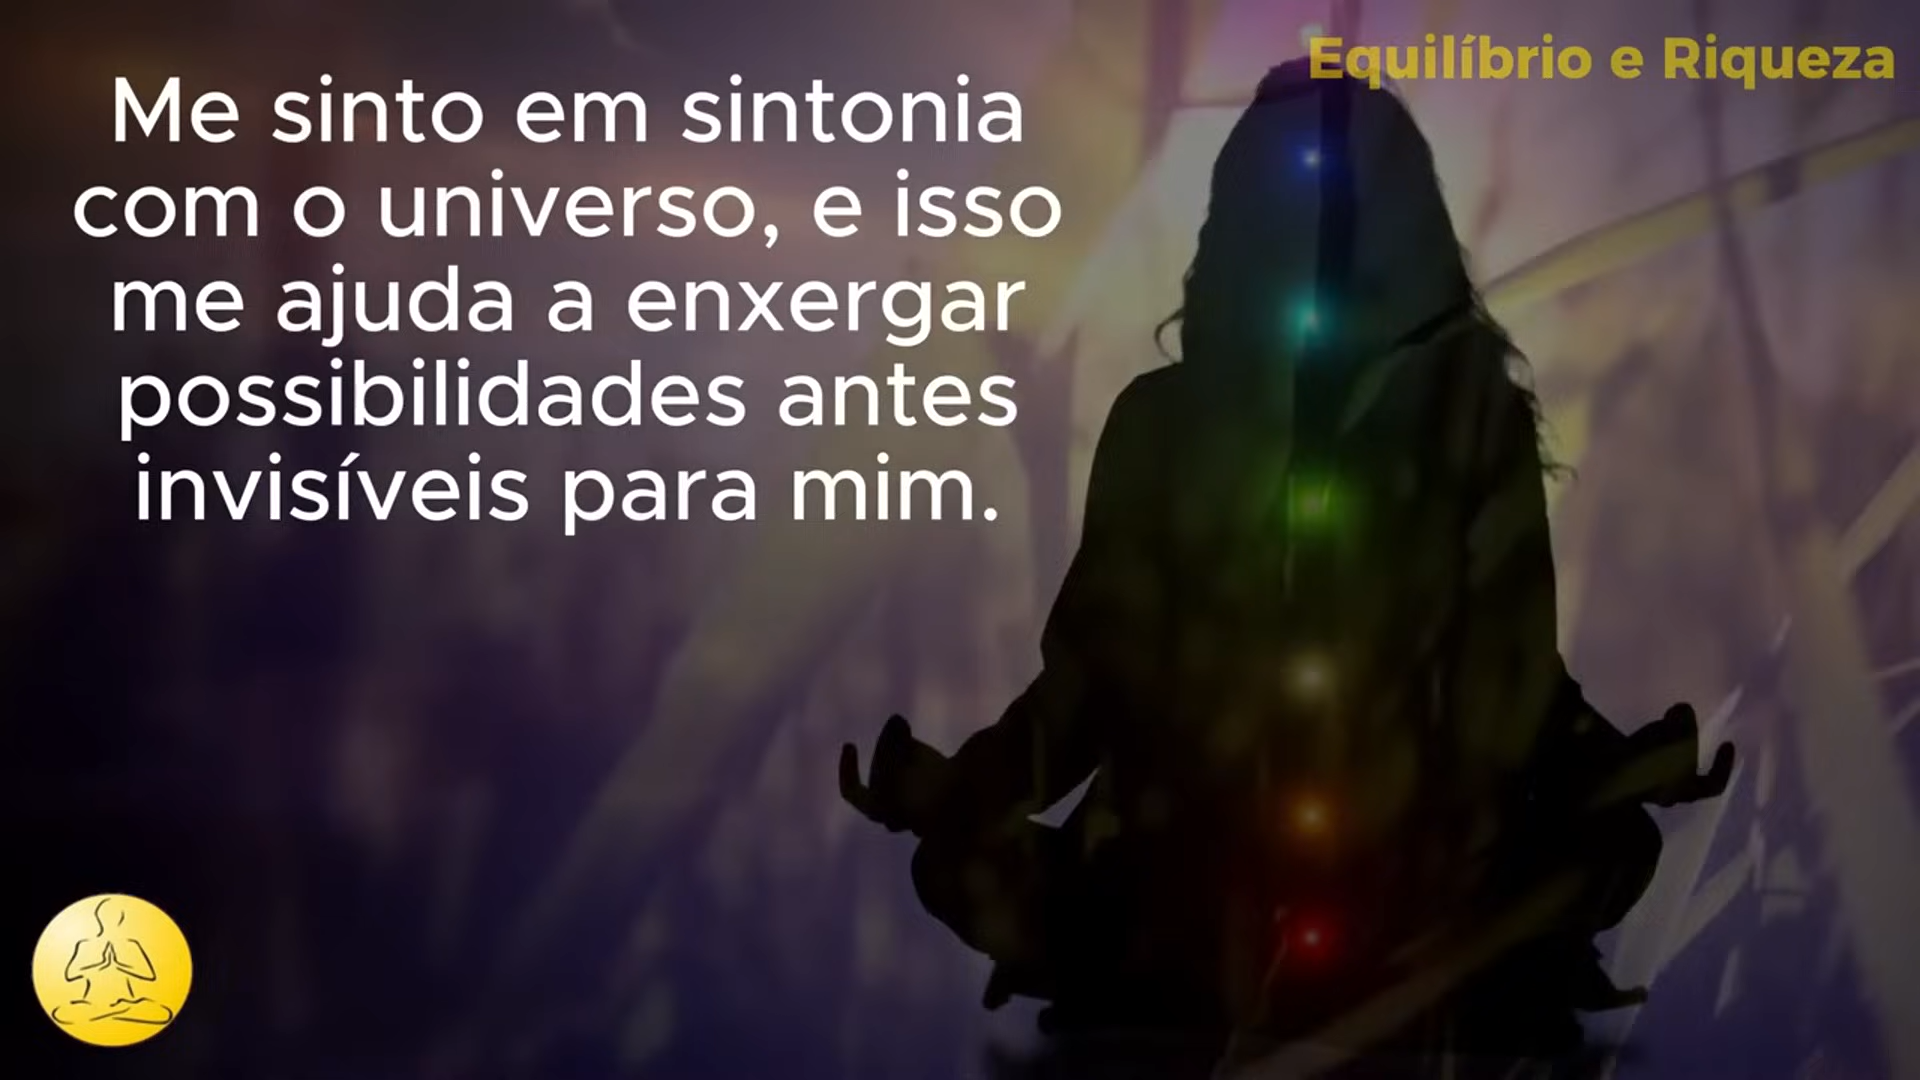 Equilíbrio e Riqueza
Me sinto em sintonia
com o universo, e isso
me ajuda a enxergar
possibilidades antes
invisíveis para mim.